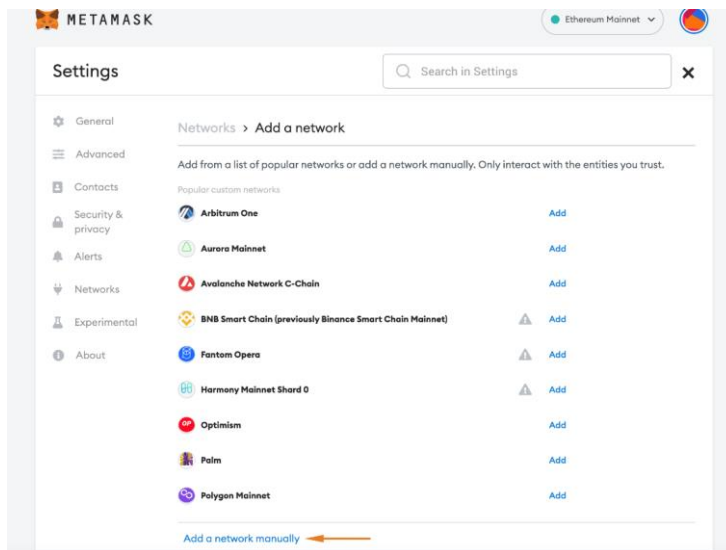 METAMASK
Ethereum Mainnet
Settings
Search in Settings
General
Networks > Add a network
Advanced
Add from a list of popular networks or add a network manually. Only interact with the entities you trust.
Contacts
Popular custom networks
Security &
privacy
Arbitrum One Add
Alerts
Aurora Mainnet Add
Networks
Avalanche Network C-Chain Add
Experimental
BNB Smart Chain (previously Binance Smart Chain Mainnet) Add
About
Fantom Opera Add
Harmony Mainnet Shard 0 Add
OP Optimism Add
Palm Add
Polygon Mainnet Add
Add a network manually